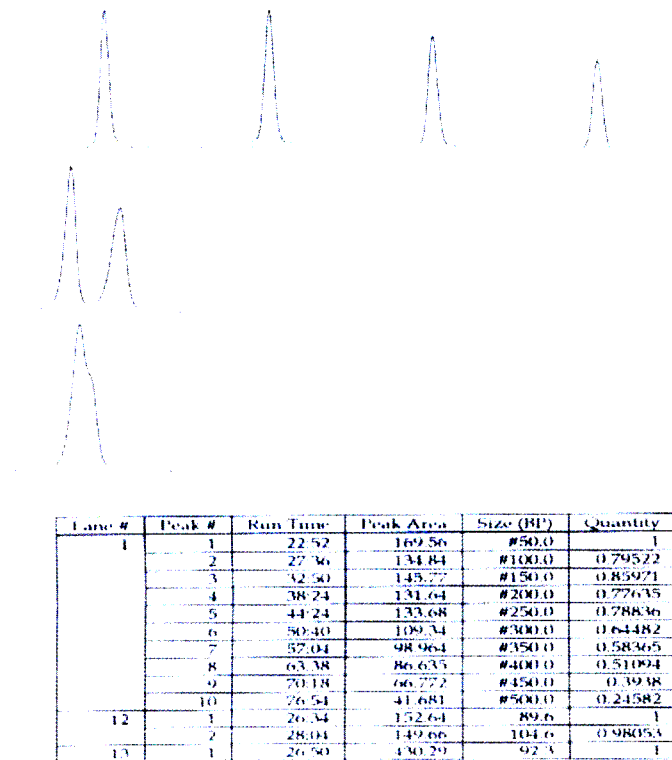 Lane # Peak # Run Time Peak Area Size (BP) Quantity
1 1 22:52 169.56 #50.0 1
2 27:36 134.84 #100.0 0.79522
3 32:50 145.77 #150.0 0.85971
4 38:24 131.64 #200.0 0.77635
5 44:24 133.68 #250.0 0.78836
6 50:40 109.34 #300.0 0.64482
7 57:04 98.964 #350.0 0.58365
8 63:38 86.635 #400.0 0.51094
9 70:18 66.772 #450.0 0.3938
10 76:54 41.681 #500.0 0.24582
12 1 26:34 152.64 89.6 1
2 28:04 149.66 104.6 0.98053
13 1 26:50 430.29 92.3 1